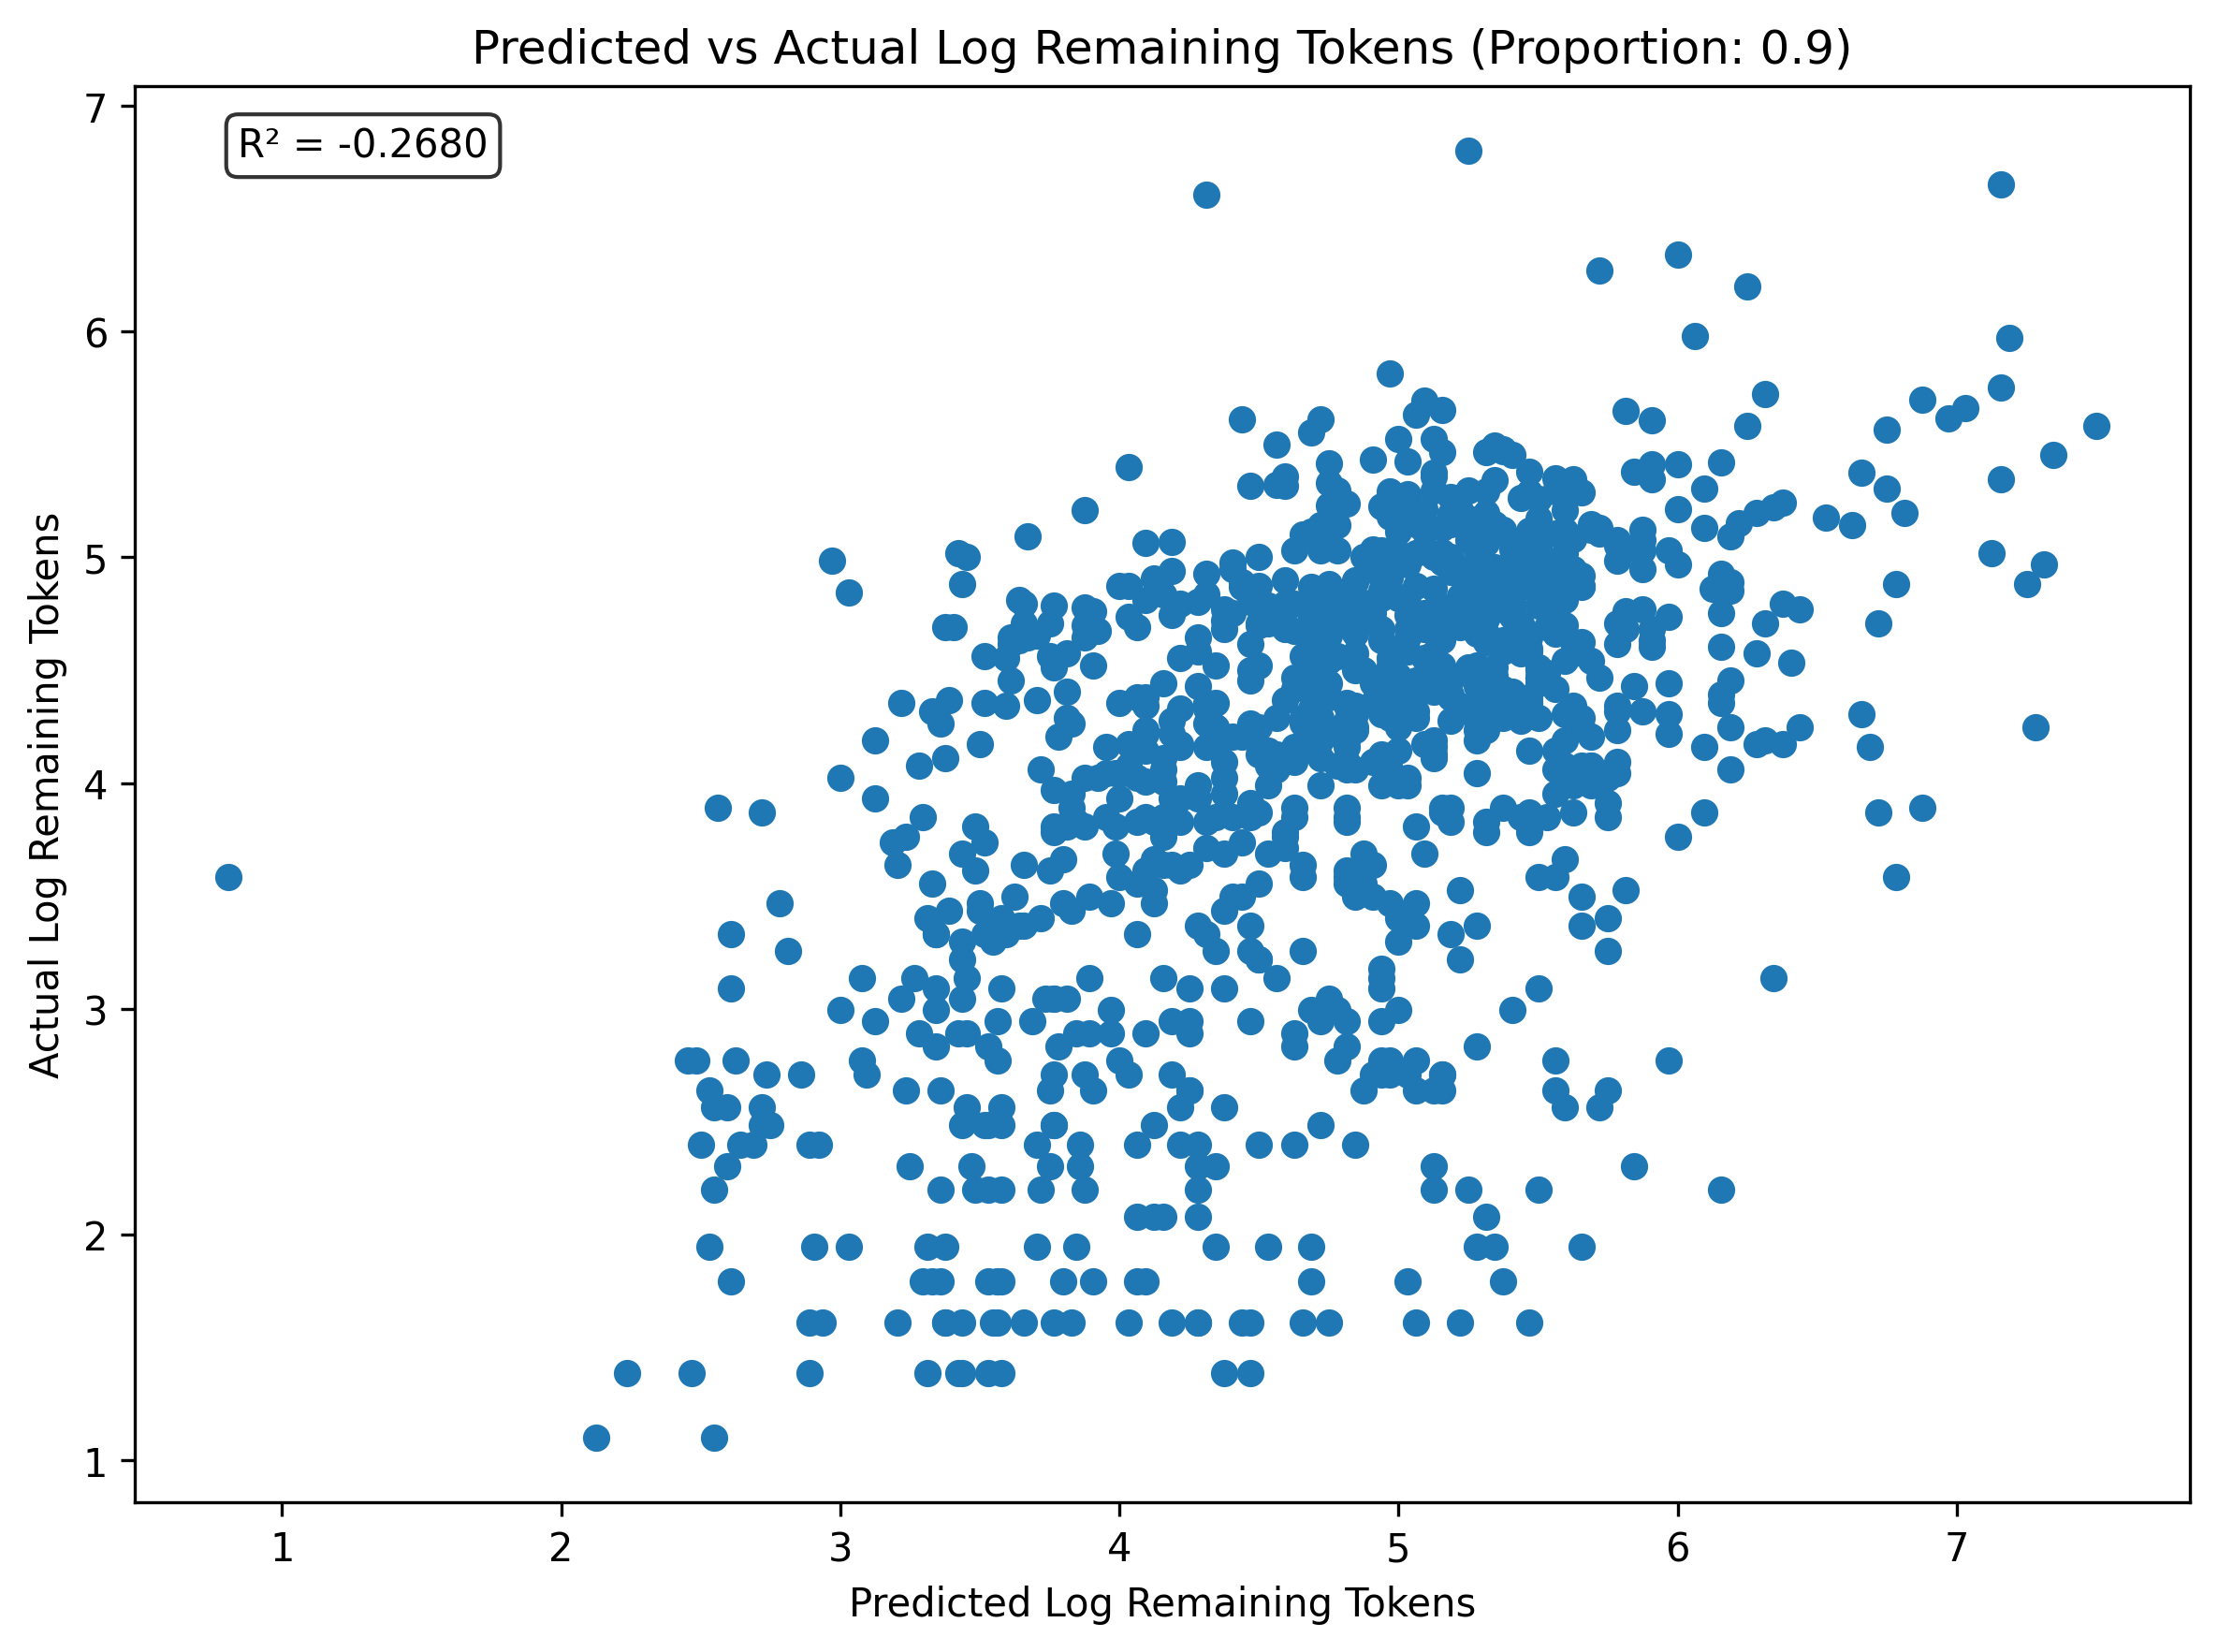 Predicted vs Actual Log Remaining Tokens (Proportion: 0.9)
R² = -0.2680
Actual Log Remaining Tokens
7
6
5
4
3
2
1
1 2 3 4 5 6 7
Predicted Log Remaining Tokens